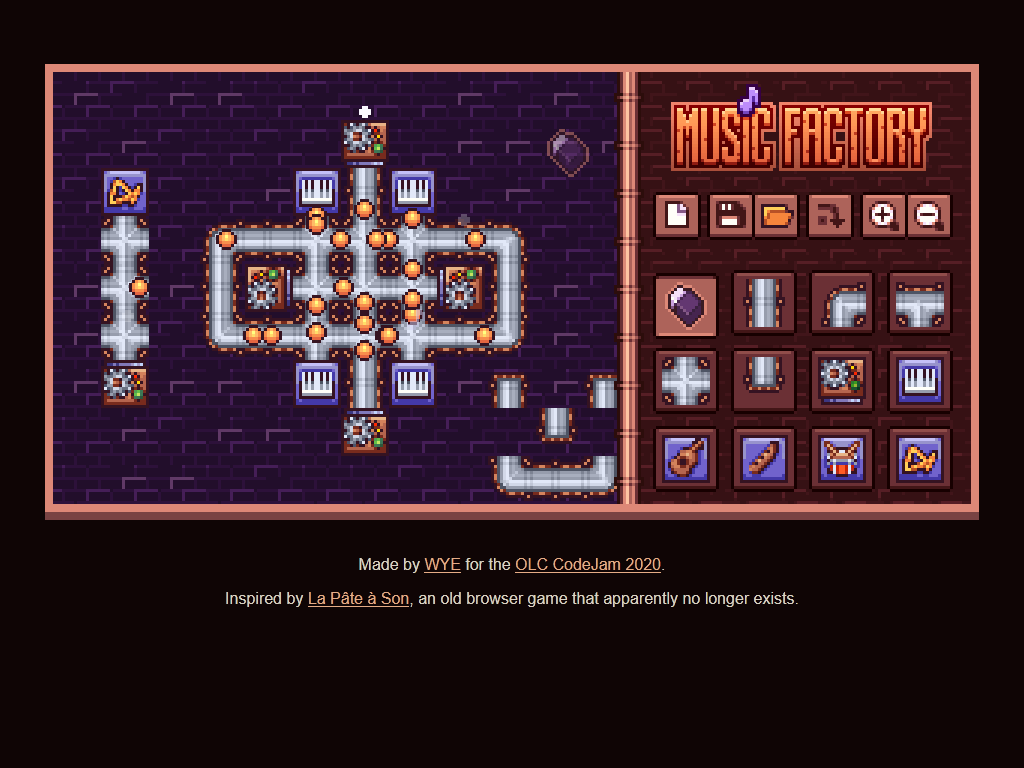 MUSIC FACTORY
Made by WYE for the OLC CodeJam 2020.
Inspired by La Pâte à Son, an old browser game that apparently no longer exists.